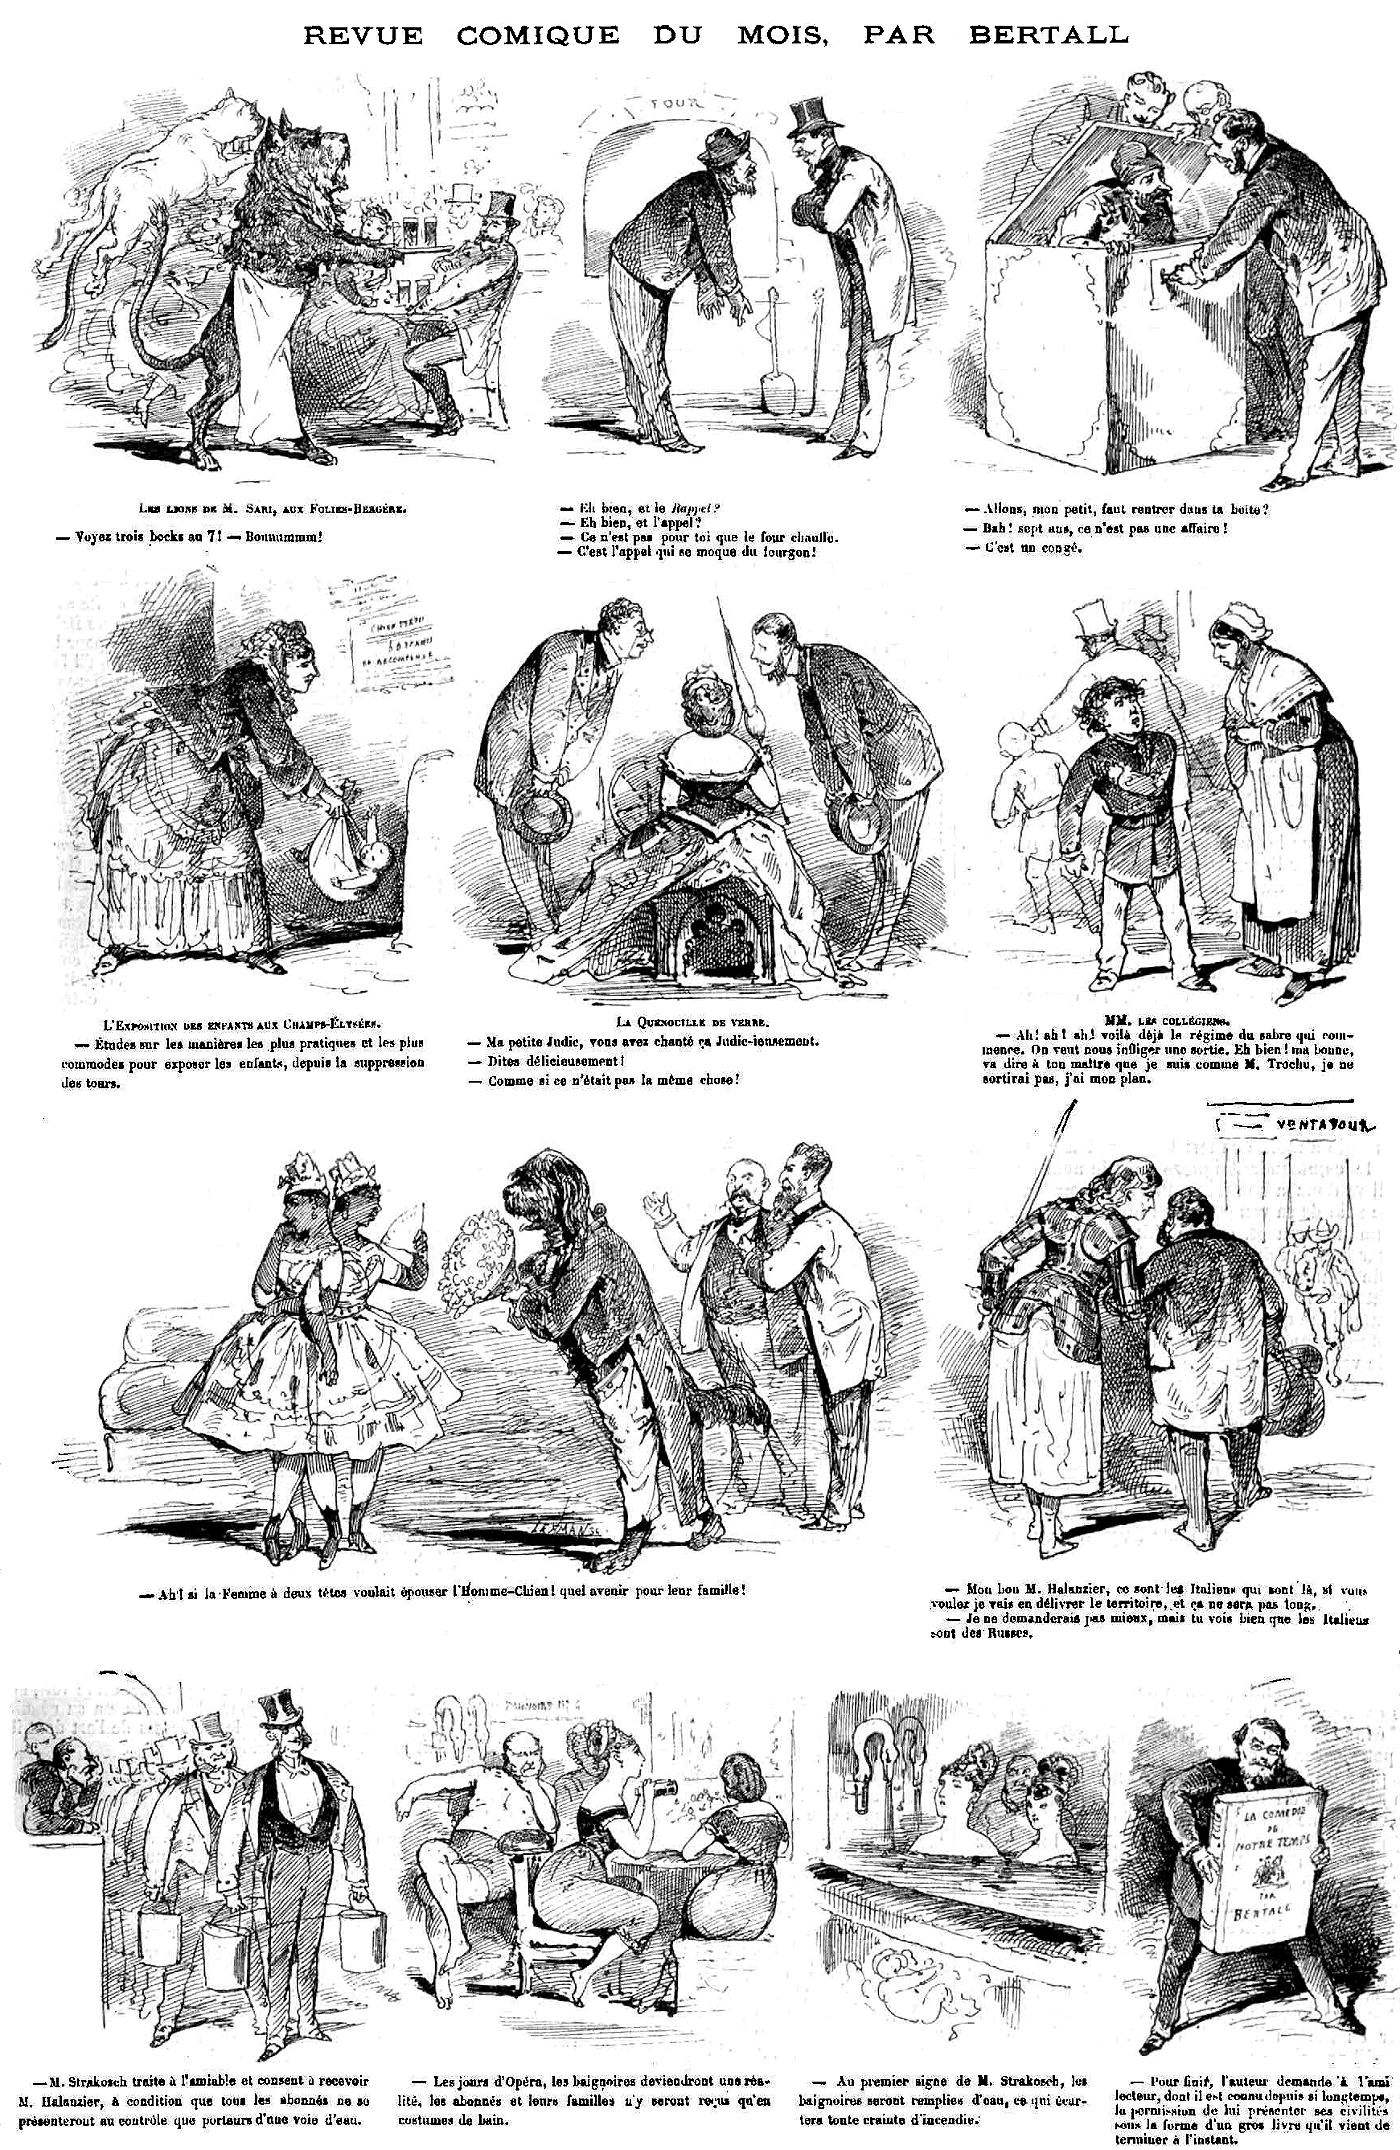 REVUE COMIQUE DU MOIS, PAR BERTALL
FOUR
LES LIONS DE M. SARI, AUX FOLIES-BERGÈRE.
— Voyez trois bocks au 7! — Boumummm!
— Eh bien, et le Rappel?
— Eh bien, et l'appel?
— Ce n'est pas pour toi que le four chauffe.
— C'est l'appel qui se moque du fourgon!
— Allons, mon petit, faut rentrer dans ta boite?
— Bah! sept ans, ce n'est pas une affaire!
— C'est un congé.
CHIEN PERDU
RÉCOMPENSE
L'EXPOSITION DES ENFANTS AUX CHAMPS-ÉLYSÉES.
— Études sur les manières les plus pratiques et les plus
commodes pour exposer les enfants, depuis la suppression
des tours.
LA QUENOUILLE DE VERRE.
— Ma petite Judic, vous avez chanté ça Judic-ieusement.
— Dites délicieusement!
— Comme si ce n'était pas la même chose!
MM. LES COLLÉGIENS.
— Ah! ah! ah! voilà déjà le régime du sabre qui com-
mence. On veut nous infliger une sortie. Eh bien! ma bonne,
va dire à ton maître que je suis comme M. Trochu, je ne
sortirai pas, j'ai mon plan.
VENTADOUR
LEHMAN SC
— Ah! si la Femme à deux têtes voulait épouser l'Homme-Chien! quel avenir pour leur famille!
— Mon bon M. Halanzier, ce sont les Italiens qui sont là, si vous
voulez je vais en délivrer le territoire, et ça ne sera pas long.
— Je ne demanderais pas mieux, mais tu vois bien que les Italiens
sont des Russes.
LA COMÉDIE
DE
NOTRE TEMPS
PAR
BERTALL
— M. Strakosch traite à l'amiable et consent à recevoir
M. Halanzier, à condition que tous les abonnés ne se
présenteront au contrôle que porteurs d'une voie d'eau.
— Les jours d'Opéra, les baignoires deviendront une réa-
lité, les abonnés et leurs familles n'y seront reçus qu'en
costumes de bain.
— Au premier signe de M. Strakosch, les
baignoires seront remplies d'eau, ce qui écar-
tera toute crainte d'incendie.
— Pour finir, l'auteur demande à l'ami
lecteur, dont il est connu depuis si longtemps,
la permission de lui présenter ses civilités
sous la forme d'un gros livre qu'il vient de
terminer à l'instant.